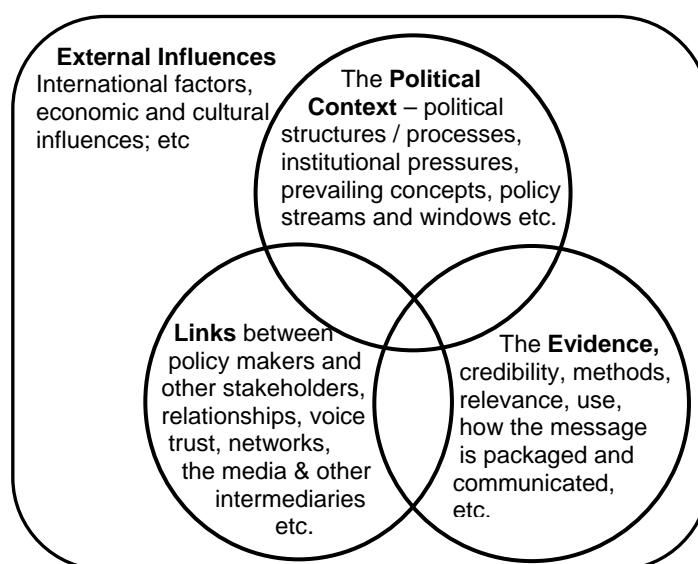 External Influences
International factors,
economic and cultural
influences; etc
The Political
Context – political
structures / processes,
institutional pressures,
prevailing concepts, policy
streams and windows etc.
Links between
policy makers and
other stakeholders,
relationships, voice
trust, networks,
the media & other
intermediaries
etc.
The Evidence,
credibility, methods,
relevance, use,
how the message
is packaged and
communicated,
etc.